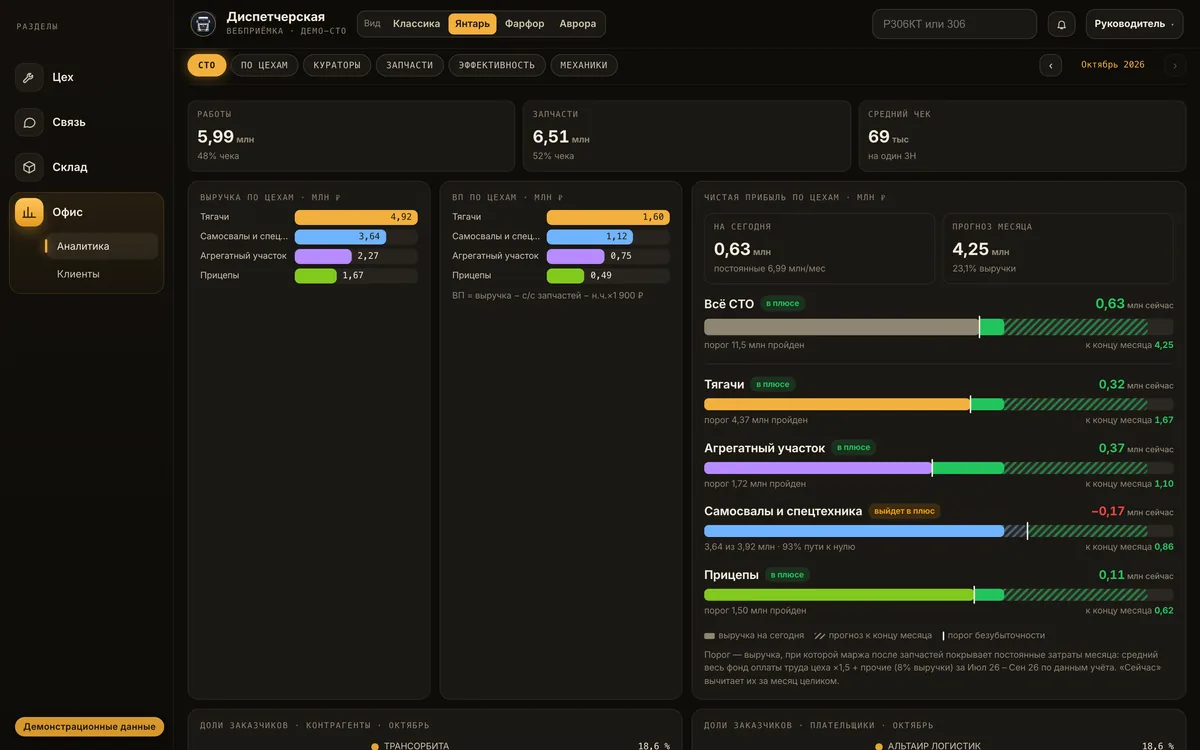 РАЗДЕЛЫ
Цех
Связь
Склад
Офис
Аналитика
Клиенты
Демонстрационные данные
Диспетчерская
ВЕБПРИЁМКА · ДЕМО-СТО
Вид Классика Янтарь Фарфор Аврора
Р306КТ или 306
Руководитель
СТО ПО ЦЕХАМ КУРАТОРЫ ЗАПЧАСТИ ЭФФЕКТИВНОСТЬ МЕХАНИКИ
‹ Октябрь 2026 ›
РАБОТЫ
5,99 млн
48% чека
ЗАПЧАСТИ
6,51 млн
52% чека
СРЕДНИЙ ЧЕК
69 тыс
на один ЗН
ВЫРУЧКА ПО ЦЕХАМ · МЛН ₽
Тягачи 4,92
Самосвалы и спец... 3,64
Агрегатный участок 2,27
Прицепы 1,67
ВП ПО ЦЕХАМ · МЛН ₽
Тягачи 1,60
Самосвалы и спец... 1,12
Агрегатный участок 0,75
Прицепы 0,49
ВП = выручка − с/с запчастей − н.ч.×1 900 ₽
ЧИСТАЯ ПРИБЫЛЬ ПО ЦЕХАМ · МЛН ₽
НА СЕГОДНЯ
0,63 млн
постоянные 6,99 млн/мес
ПРОГНОЗ МЕСЯЦА
4,25 млн
23,1% выручки
Всё СТО в плюсе 0,63 млн сейчас
порог 11,5 млн пройден к концу месяца 4,25
Тягачи в плюсе 0,32 млн сейчас
порог 4,37 млн пройден к концу месяца 1,67
Агрегатный участок в плюсе 0,37 млн сейчас
порог 1,72 млн пройден к концу месяца 1,10
Самосвалы и спецтехника выйдет в плюс −0,17 млн сейчас
3,64 из 3,92 млн · 93% пути к нулю к концу месяца 0,86
Прицепы в плюсе 0,11 млн сейчас
порог 1,50 млн пройден к концу месяца 0,62
выручка на сегодня прогноз к концу месяца порог безубыточности
Порог — выручка, при которой маржа после запчастей покрывает постоянные затраты месяца: средний
весь фонд оплаты труда цеха ×1,5 + прочие (8% выручки) за Июл 26 – Сен 26 по данным учёта. «Сейчас»
вычитает их за месяц целиком.
ДОЛИ ЗАКАЗЧИКОВ · КОНТРАГЕНТЫ · ОКТЯБРЬ
ТРАНСОРБИТА 18,6 %
ДОЛИ ЗАКАЗЧИКОВ · ПЛАТЕЛЬЩИКИ · ОКТЯБРЬ
АЛЬТАИР ЛОГИСТИК 18,6 %